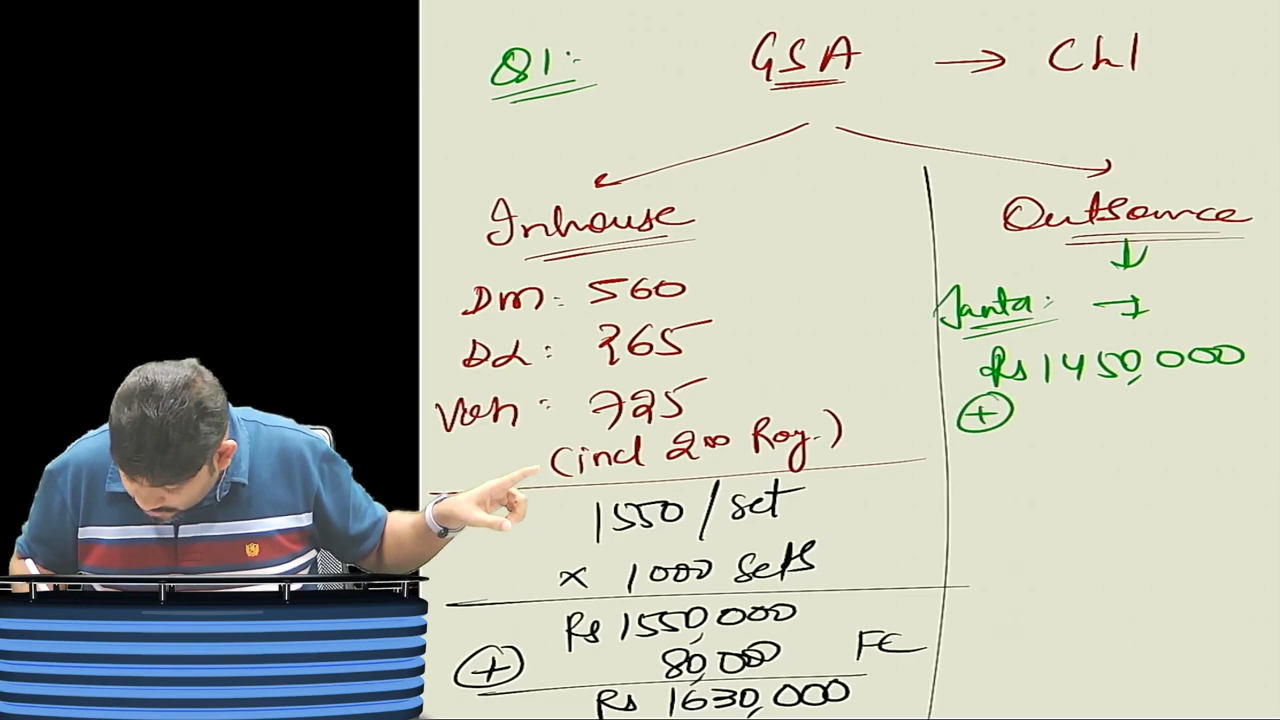 Q1:-
GSA → Ch1
Inhouse
Dm: 560
DL: 265
Voh: 725
(incl 200 Roy.)
1550/set
x 1000 sets
Rs 1550,000
+ 80,000 FC
Rs 1630,000
Outsource
↓
Janta: →
Rs 1450,000
+